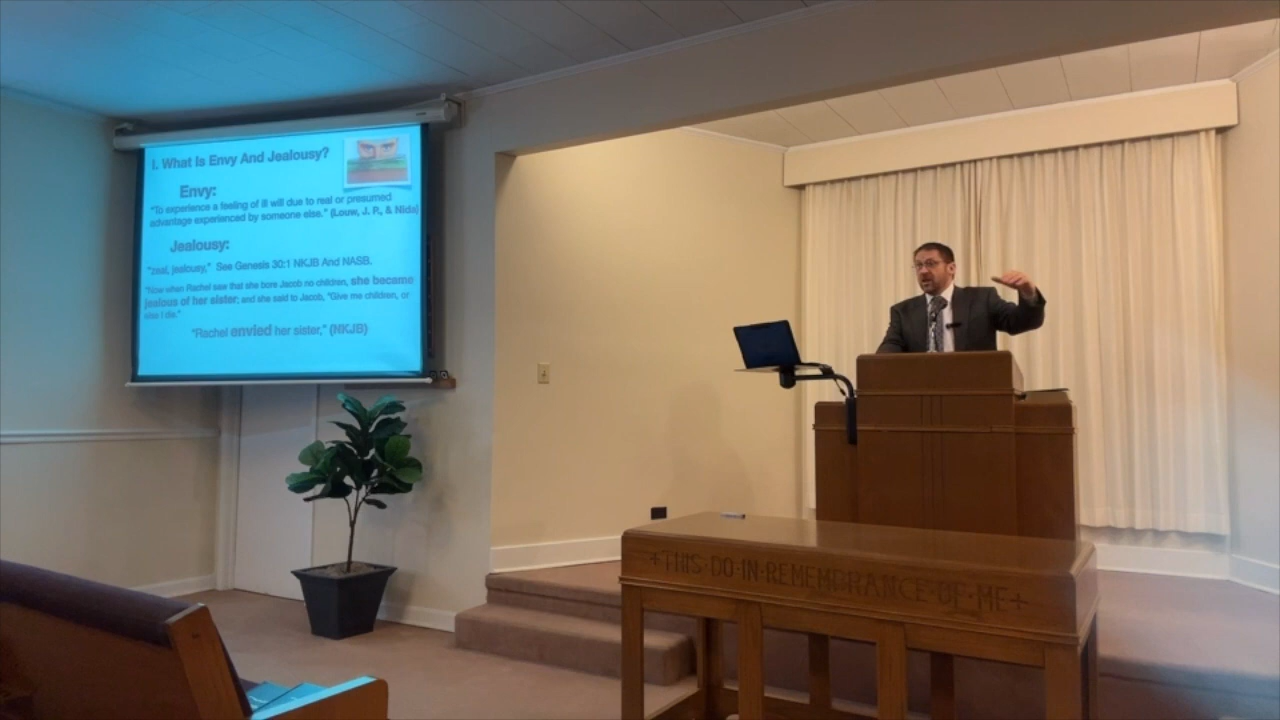 I. What Is Envy And Jealousy?
Envy:
"To experience a feeling of ill will due to real or presumed
advantage experienced by someone else." (Louw, J. P., & Nida)
Jealousy:
"zeal, jealousy," See Genesis 30:1 NKJB And NASB.
"Now when Rachel saw that she bore Jacob no children, she became
jealous of her sister; and she said to Jacob, "Give me children, or
else I die."
"Rachel envied her sister," (NKJB)
+THIS·DO·IN·REMEMBRANCE·OF·ME+